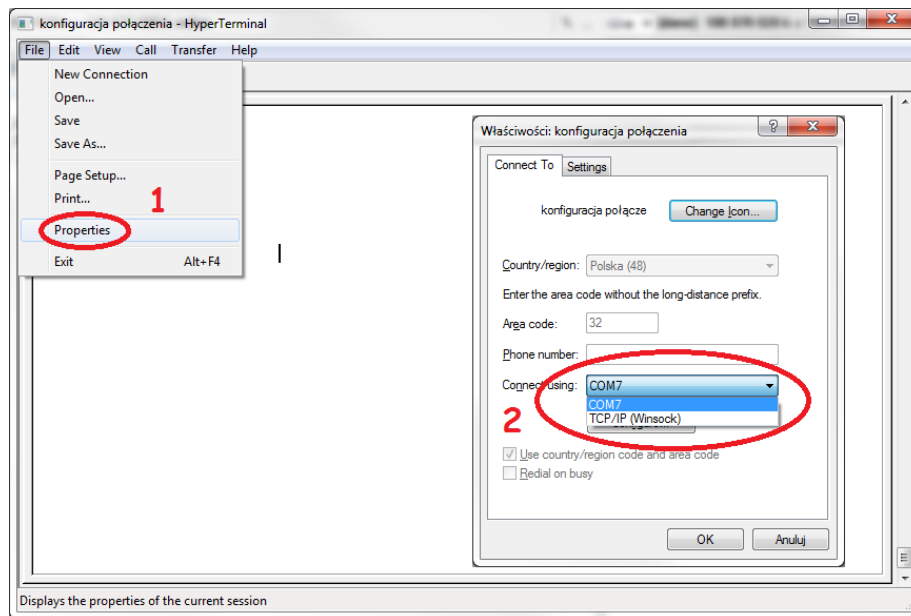 konfiguracja połączenia - HyperTerminal
File Edit View Call Transfer Help
New Connection
Open...
Save
Save As...
Page Setup...
Print...
1
Properties
Exit Alt+F4
Właściwości: konfiguracja połączenia
Connect To Settings
konfiguracja połącze Change Icon...
Country/region: Polska (48)
Enter the area code without the long-distance prefix.
Area code: 32
Phone number:
Connect using: COM7
COM7
TCP/IP (Winsock)
2
Use country/region code and area code
Redial on busy
OK Anuluj
Displays the properties of the current session